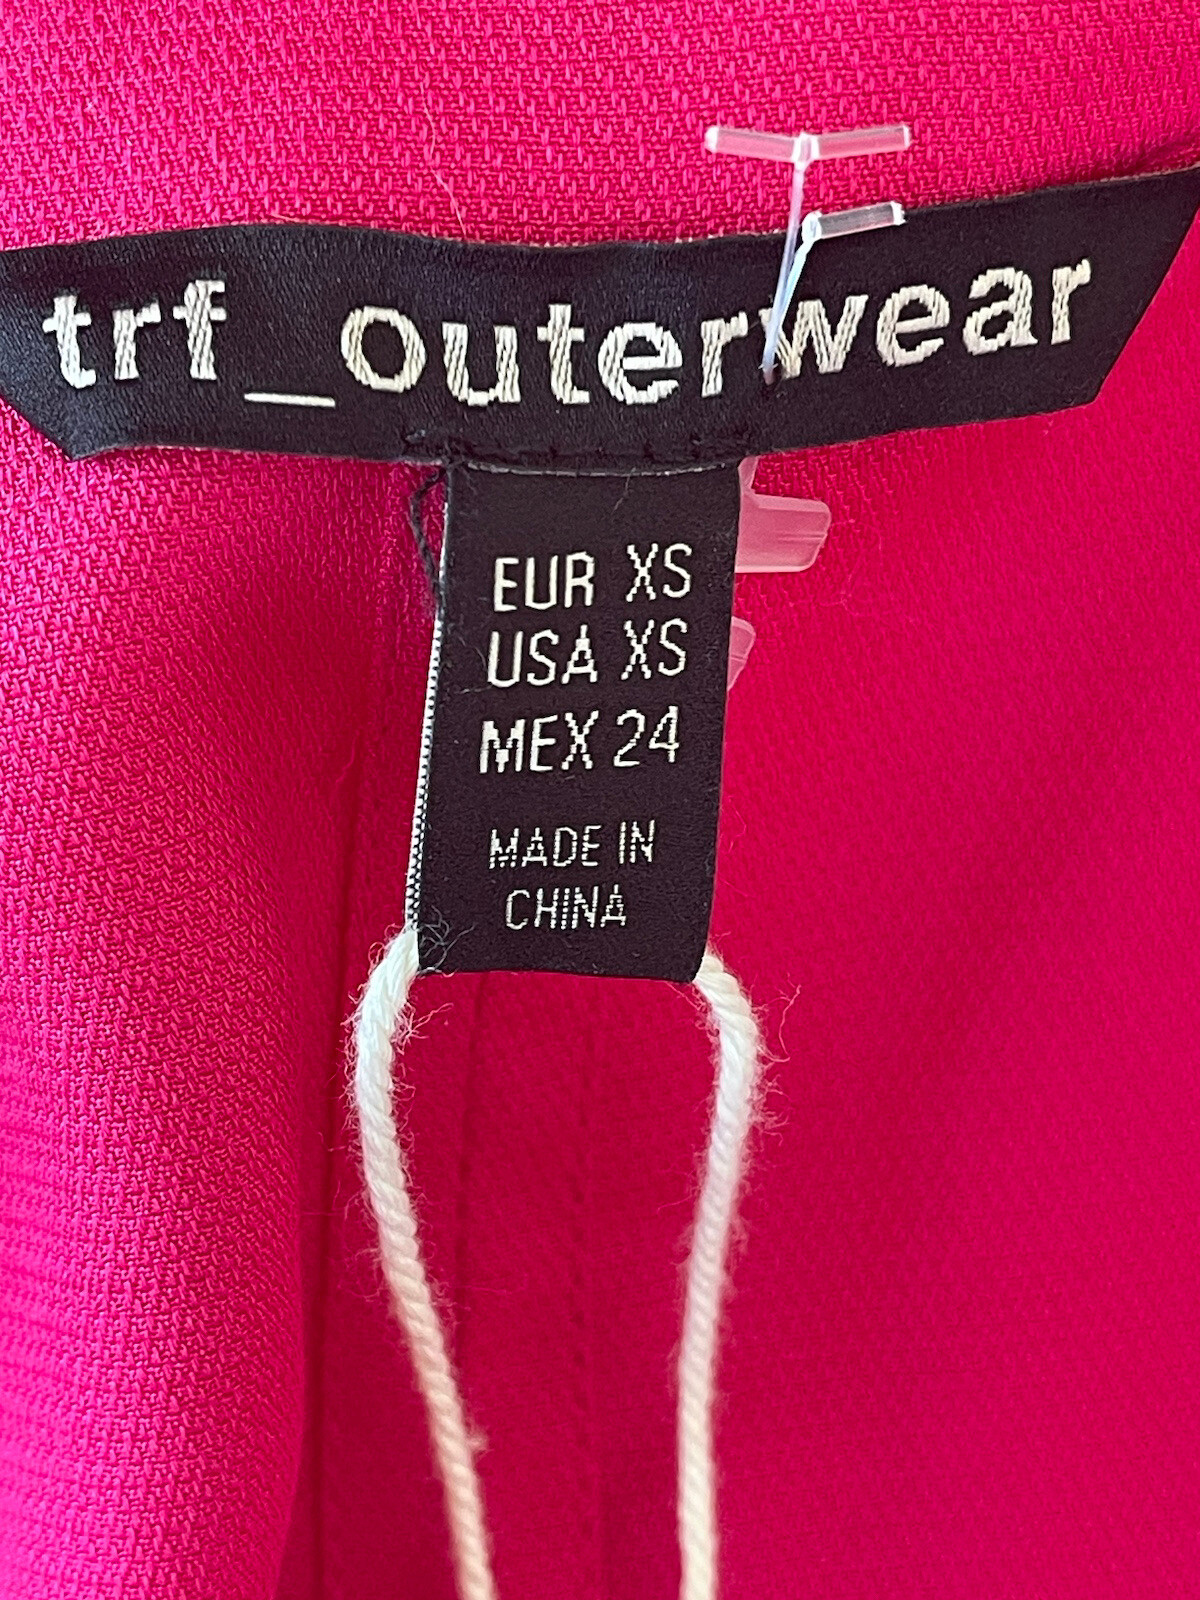 trf_outerwear
EUR XS
USA XS
MEX 24
MADE IN
CHINA